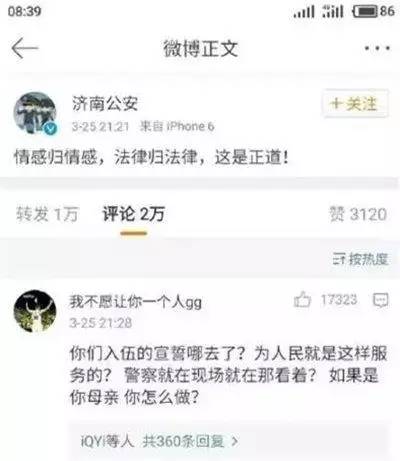 08:39
4G 86
微博正文
济南公安
+关注
3-25 21:21 来自 iPhone 6
情感归情感，法律归法律，这是正道！
转发 1万 评论 2万 赞 3120
按热度
我不愿让你一个人gg 17323
3-25 21:28
你们入伍的宣誓哪去了？为人民就是这样服
务的？ 警察就在现场就在那看着？ 如果是
你母亲 你怎么做？
iQYi等人 共360条回复 >